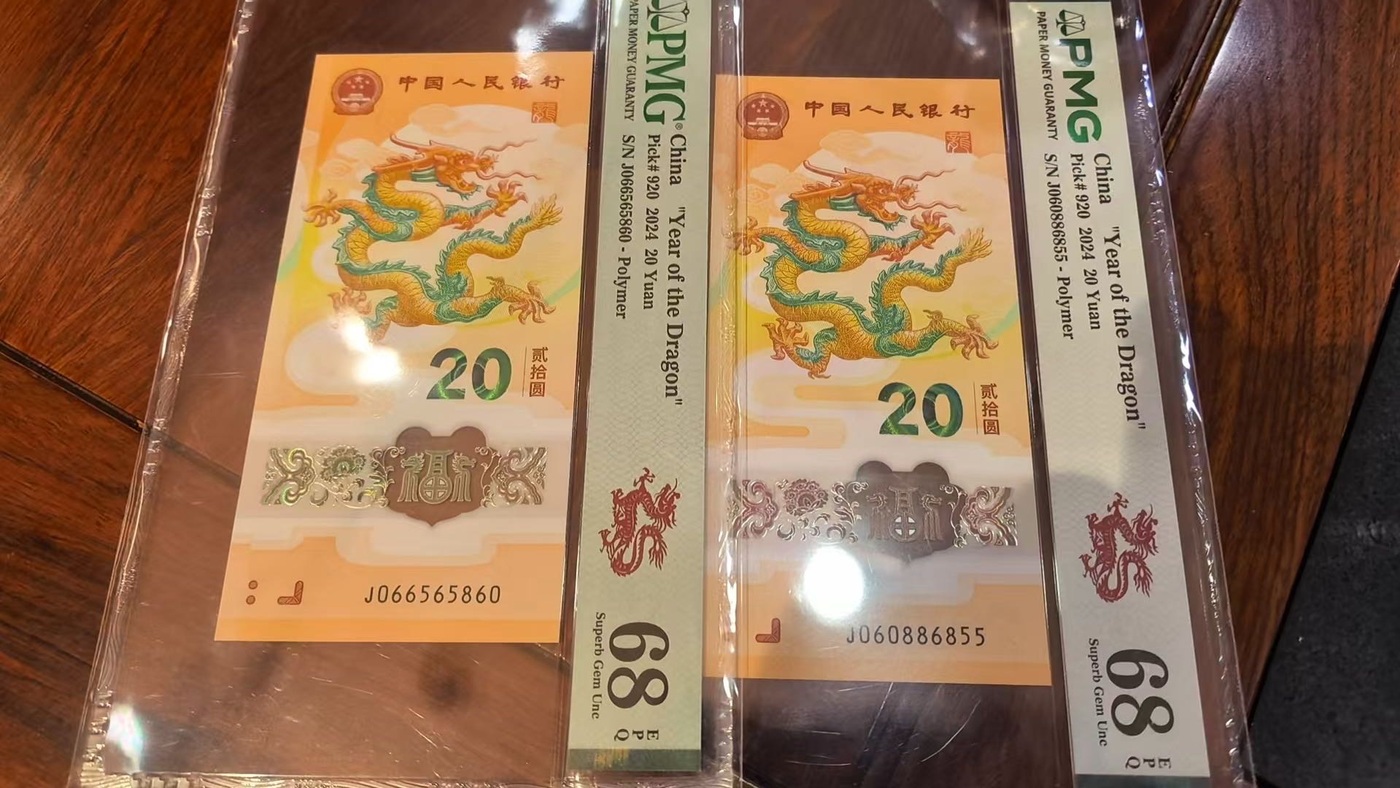 中国人民银行
20
贰拾圆
福
J066565860
PMG®
PAPER MONEY GUARANTY
China "Year of the Dragon"
Pick# 920 2024 20 Yuan
S/N J066565860 - Polymer
68
EPQ
Superb Gem Unc
中国人民银行
20
贰拾圆
福
J060886855
PMG
PAPER MONEY GUARANTY
China "Year of the Dragon"
Pick# 920 2024 20 Yuan
S/N J060886855 - Polymer
68
EPQ
Superb Gem Unc